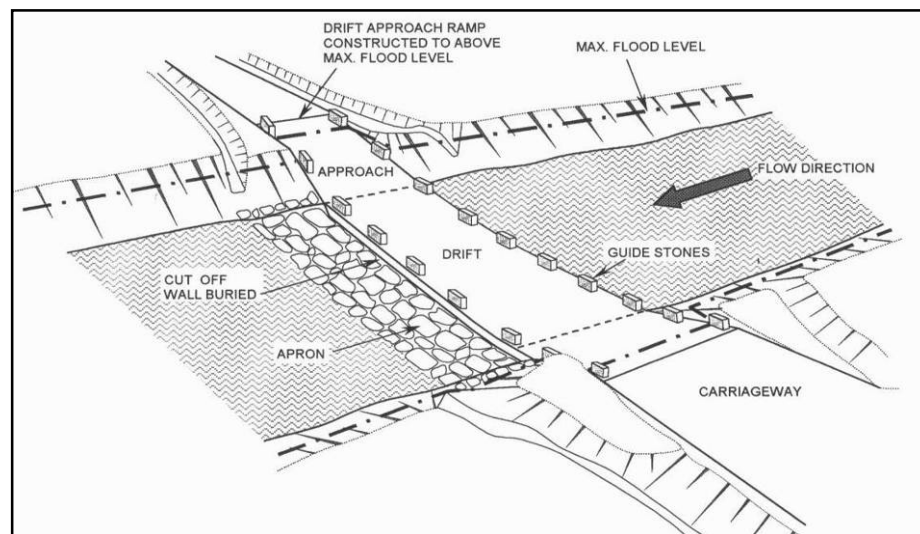 DRIFT APPROACH RAMP
CONSTRUCTED TO ABOVE
MAX. FLOOD LEVEL
MAX. FLOOD LEVEL
APPROACH
FLOW DIRECTION
DRIFT
GUIDE STONES
CUT OFF
WALL BURIED
APRON
CARRIAGEWAY